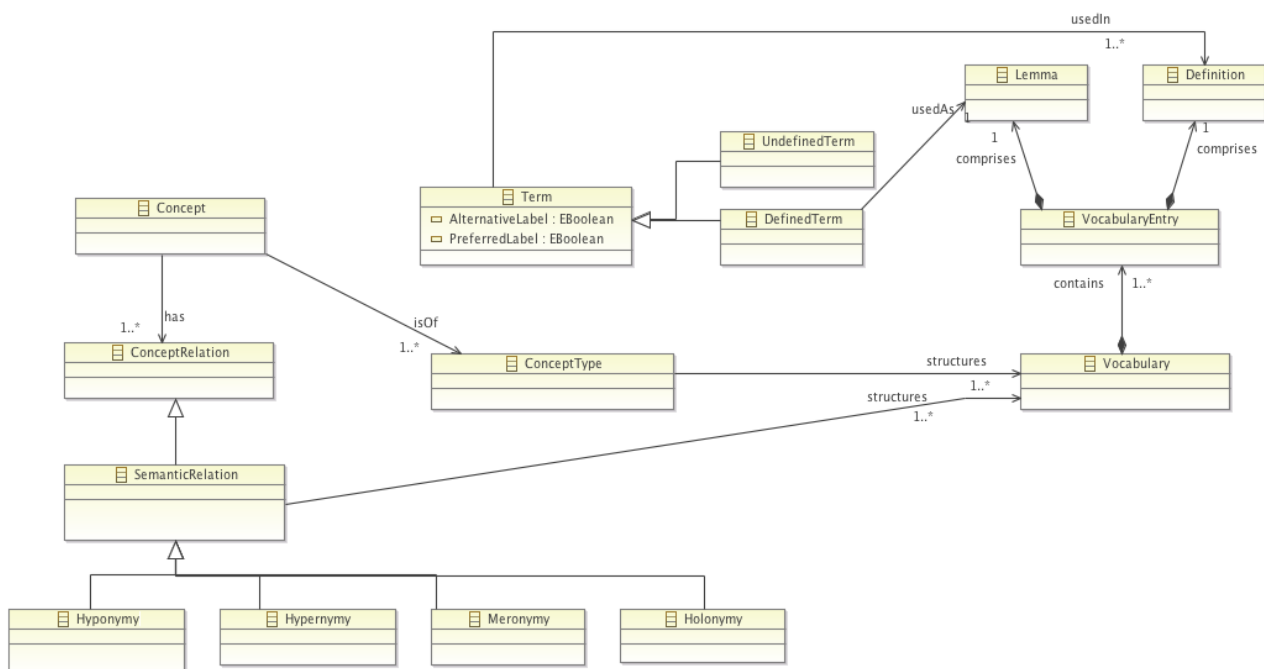 usedIn
1..*
Lemma
Definition
usedAs
1
1
comprises
1
comprises
UndefinedTerm
Term
AlternativeLabel : EBoolean
PreferredLabel : EBoolean
DefinedTerm
VocabularyEntry
Concept
contains
1..*
has
1..*
isOf
1..*
ConceptRelation
ConceptType
structures
1..*
Vocabulary
structures
1..*
SemanticRelation
Hyponymy
Hypernymy
Meronymy
Holonymy